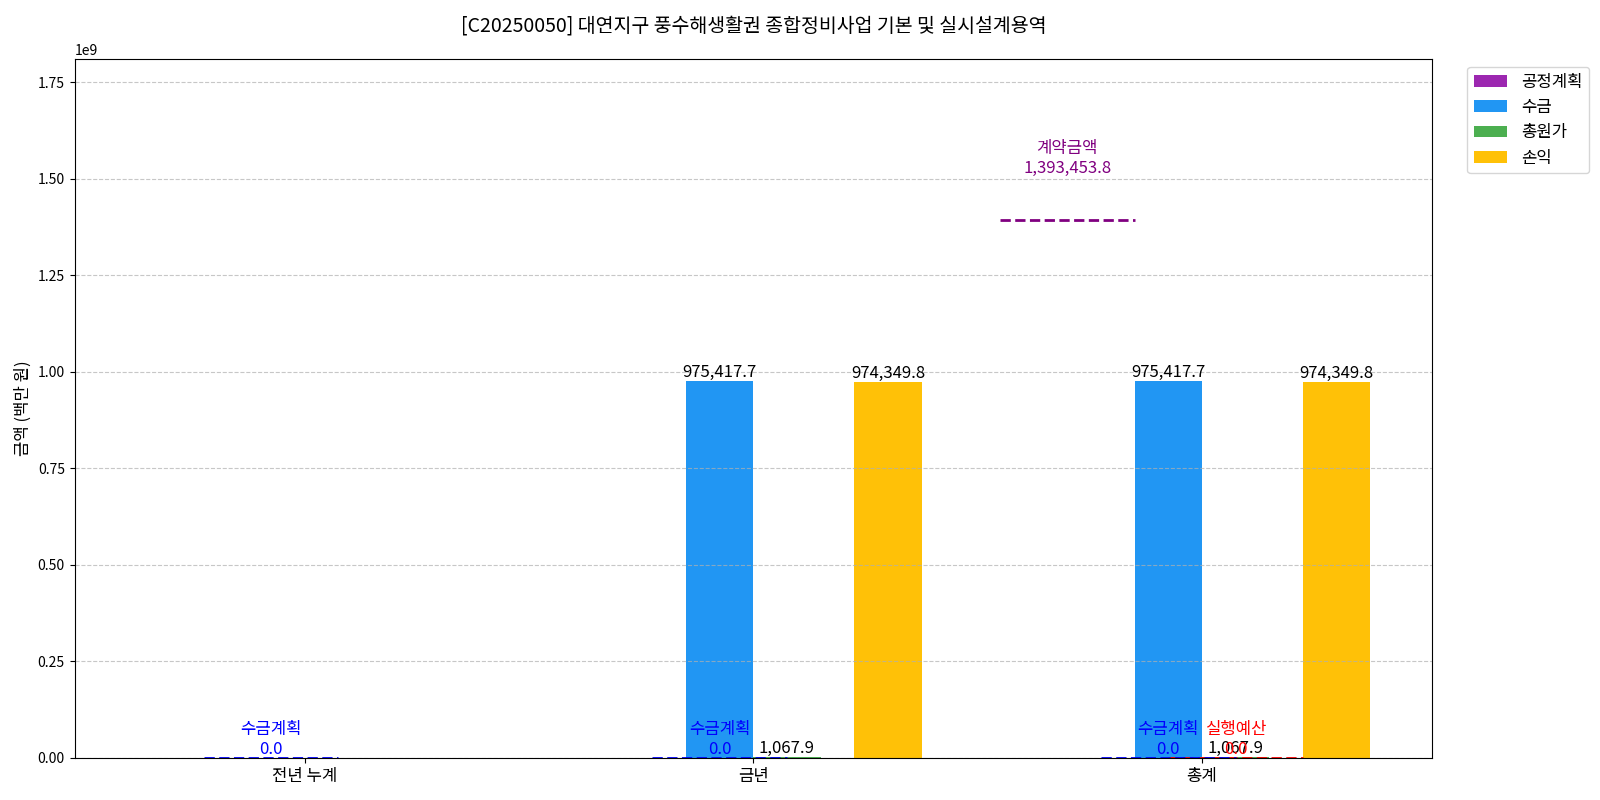 [C20250050] 대연지구 풍수해생활권 종합정비사업 기본 및 실시설계용역
1e9
1.75
1.50
1.25
1.00
0.75
0.50
0.25
0.00
금액 (백만 원)
공정계획
수금
총원가
손익
계약금액
1,393,453.8
975,417.7
974,349.8
975,417.7
974,349.8
수금계획
0.0
수금계획
0.0
1,067.9
수금계획
0.0
실행예산
0.0
1,067.9
전년 누계
금년
총계